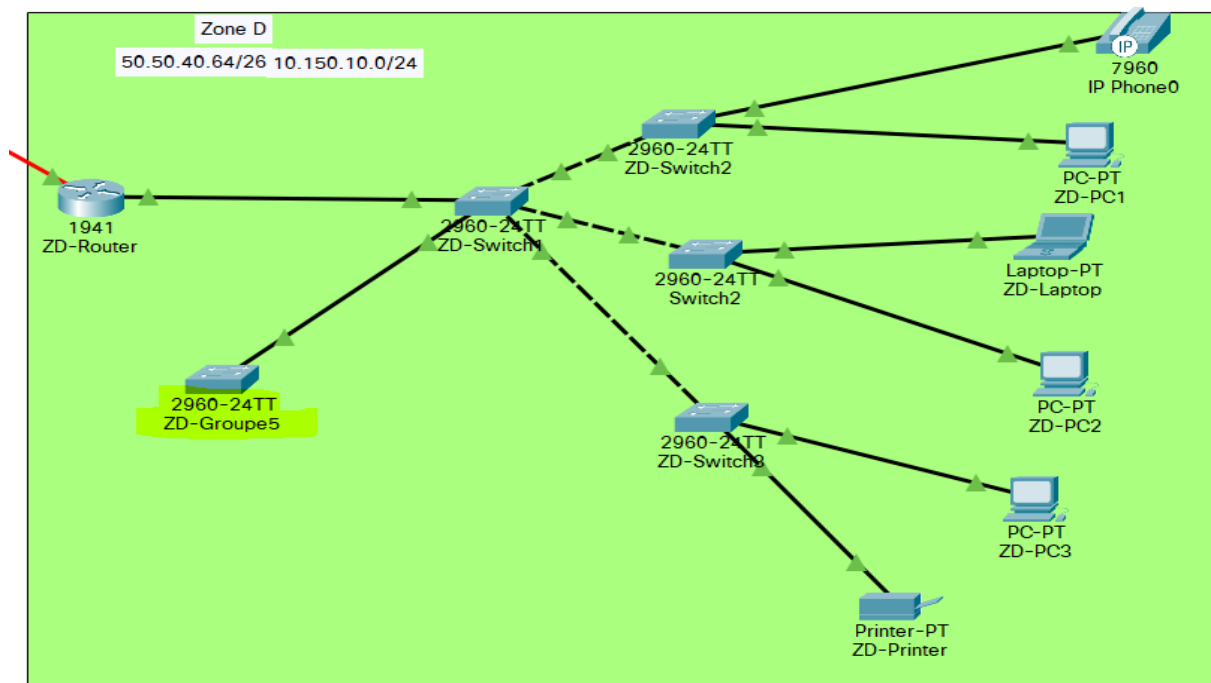 Zone D
50.50.40.64/26 10.150.10.0/24
IP
7960
IP Phone0
2960-24TT
ZD-Switch2
PC-PT
ZD-PC1
1941
ZD-Router
2960-24TT
ZD-Switch1
2960-24TT
Switch2
Laptop-PT
ZD-Laptop
2960-24TT
ZD-Groupe5
PC-PT
ZD-PC2
2960-24TT
ZD-Switch3
PC-PT
ZD-PC3
Printer-PT
ZD-Printer